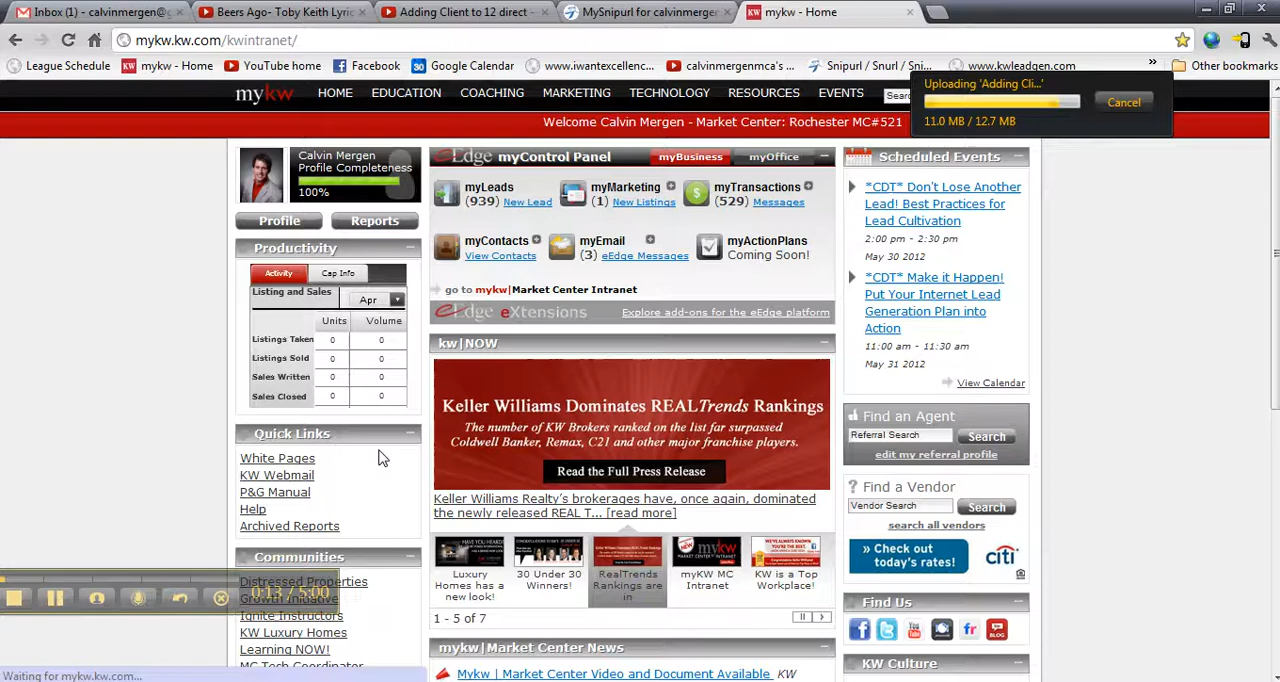 Inbox (90) - calvinmergen@g
Beers Ago- Toby Keith Lyric
Adding Client to 12 direct -
MySnipurl for calvinmergen
mykw - Home
mykw.kw.com/kwintranet/
League Schedule
mykw - Home
YouTube home
Facebook
Google Calendar
www.iwantexcellenc...
calvinmergenmca's ...
Snipurl / Snurl / Sni...
www.kwleadgen.com
Other bookmarks
mykw
HOME EDUCATION COACHING MARKETING TECHNOLOGY RESOURCES EVENTS
Uploading 'Adding Cli...'
Cancel
11.0 MB / 12.7 MB
Welcome Calvin Mergen - Market Center: Rochester MC#521
Calvin Mergen
Profile Completeness
100%
Profile
Reports
Productivity
Activity
Cap Info
Listing and Sales
Apr
Units Volume
Listings Taken 0 0
Listings Sold 0 0
Sales Written 0 0
Sales Closed 0 0
Quick Links
White Pages
KW Webmail
P&G Manual
Help
Archived Reports
Communities
Distressed Properties
Growth Initiative
0:13 / 5:00
Ignite Instructors
KW Luxury Homes
Learning NOW!
MC Tech Coordinator
Waiting for mykw.kw.com...
eEdge myControl Panel
myBusiness
myOffice
myLeads
(939) New Lead
myMarketing
(1) New Listings
myTransactions
(529) Messages
myContacts
View Contacts
myEmail
(3) eEdge Messages
myActionPlans
Coming Soon!
go to mykw|Market Center Intranet
eEdge eXtensions
Explore add-ons for the eEdge platform
kw|NOW
Keller Williams Dominates REALTrends Rankings
The number of KW Brokers ranked on the list far surpassed
Coldwell Banker, Remax, C21 and other major franchise players.
Read the Full Press Release
Keller Williams Realty's brokerages have, once again, dominated
the newly released REAL T... [read more]
Luxury
Homes has a
new look!
30 Under 30
Winners!
RealTrends
Rankings are
in
myKW MC
Intranet
KW is a Top
Workplace!
1 - 5 of 7
mykw|Market Center News
Mykw | Market Center Video and Document Available KW
Scheduled Events
*CDT* Don't Lose Another
Lead! Best Practices for
Lead Cultivation
2:00 pm - 2:30 pm
May 30 2012
*CDT* Make it Happen!
Put Your Internet Lead
Generation Plan into
Action
11:00 am - 11:30 am
May 31 2012
View Calendar
Find an Agent
Referral Search
Search
edit my referral profile
Find a Vendor
Vendor Search
Search
search all vendors
» Check out
today's rates!
citi
Find Us
KW Culture